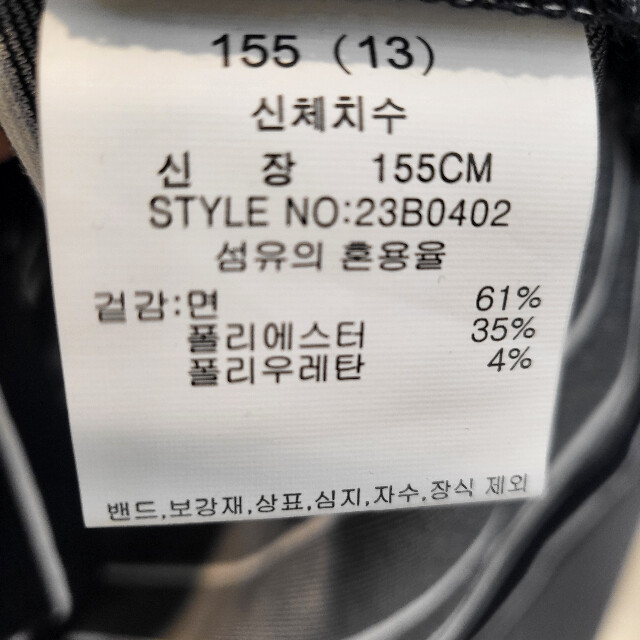 155 (13)
신체치수
신 장 155CM
STYLE NO:23B0402
섬유의 혼용율
겉감:면 61%
폴리에스터 35%
폴리우레탄 4%
밴드,보강재,상표,심지,자수,장식 제외